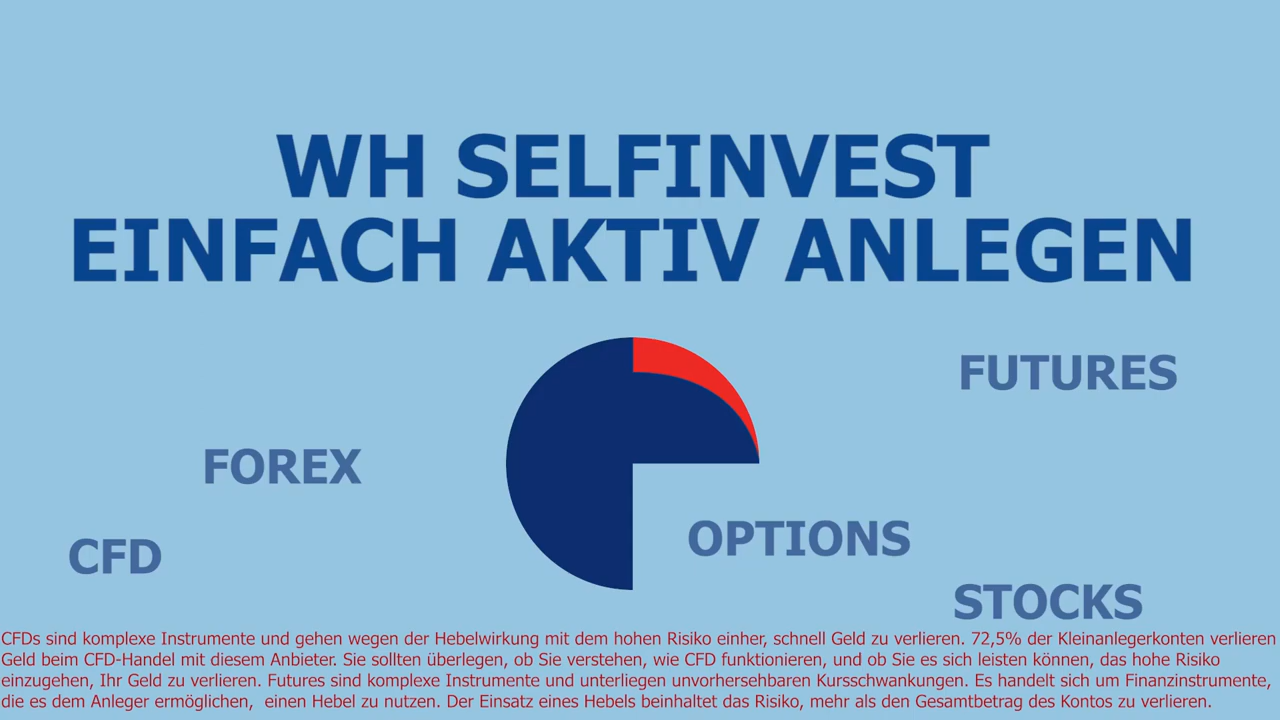 WH SELFINVEST
EINFACH AKTIV ANLEGEN
FUTURES
FOREX
OPTIONS
CFD
STOCKS
CFDs sind komplexe Instrumente und gehen wegen der Hebelwirkung mit dem hohen Risiko einher, schnell Geld zu verlieren. 72,5% der Kleinanlegerkonten verlieren
Geld beim CFD-Handel mit diesem Anbieter. Sie sollten überlegen, ob Sie verstehen, wie CFD funktionieren, und ob Sie es sich leisten können, das hohe Risiko
einzugehen, Ihr Geld zu verlieren. Futures sind komplexe Instrumente und unterliegen unvorhersehbaren Kursschwankungen. Es handelt sich um Finanzinstrumente,
die es dem Anleger ermöglichen, einen Hebel zu nutzen. Der Einsatz eines Hebels beinhaltet das Risiko, mehr als den Gesamtbetrag des Kontos zu verlieren.